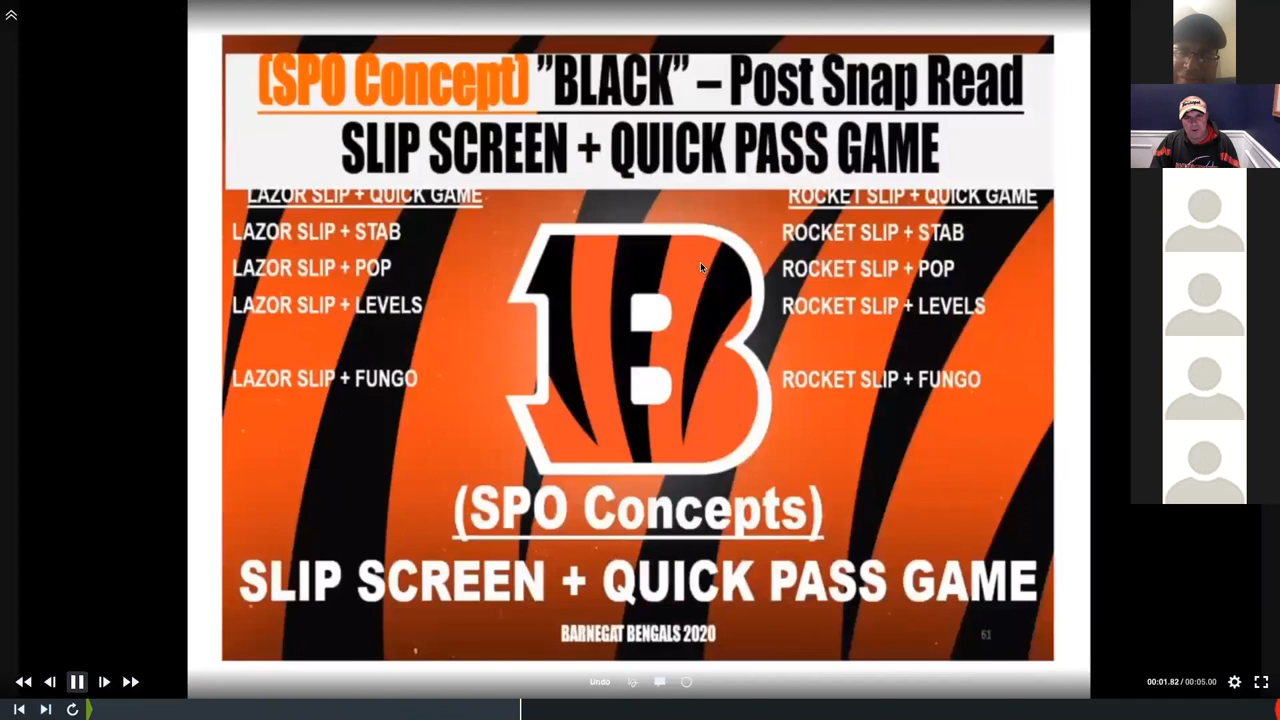 (SPO Concept) "BLACK" – Post Snap Read
SLIP SCREEN + QUICK PASS GAME
LAZOR SLIP + QUICK GAME
LAZOR SLIP + STAB
LAZOR SLIP + POP
LAZOR SLIP + LEVELS
LAZOR SLIP + FUNGO
ROCKET SLIP + QUICK GAME
ROCKET SLIP + STAB
ROCKET SLIP + POP
ROCKET SLIP + LEVELS
ROCKET SLIP + FUNGO
B
(SPO Concepts)
SLIP SCREEN + QUICK PASS GAME
BARNEGAT BENGALS 2020
61
Undo
00:01.82 / 00:05.00